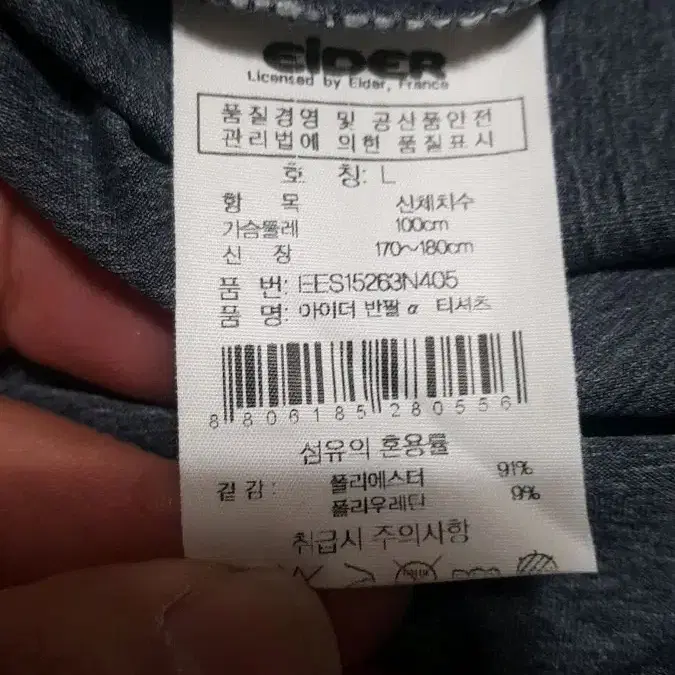 EIDER
Licensed by Eider, France
품질경영 및 공산품안전
관리법에 의한 품질표시
호 칭: L
항 목 신체치수
가슴둘레 100cm
신 장 170~180cm
품 번: EES15263N405
품 명: 아이더 반팔 α 티셔츠
8 806185 280556
섬유의 혼용률
겉감: 폴리에스터 91%
폴리우레탄 9%
취급시 주의사항